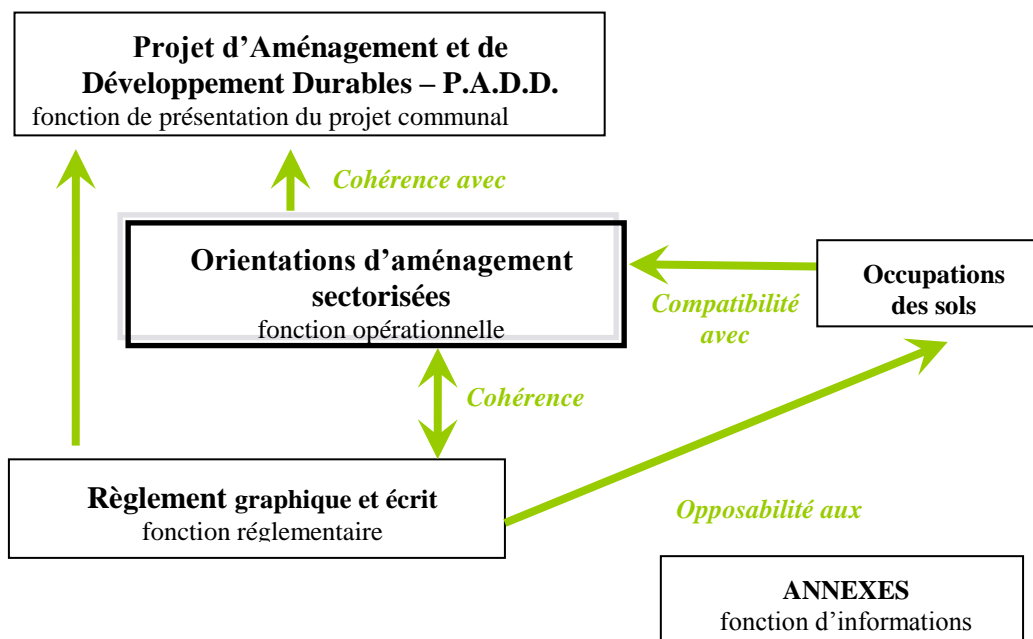 Projet d’Aménagement et de
Développement Durables – P.A.D.D.
fonction de présentation du projet communal
Cohérence avec
Orientations d’aménagement
sectorisées
fonction opérationnelle
Occupations
des sols
Compatibilité
avec
Cohérence
Règlement graphique et écrit
fonction réglementaire
Opposabilité aux
ANNEXES
fonction d’informations